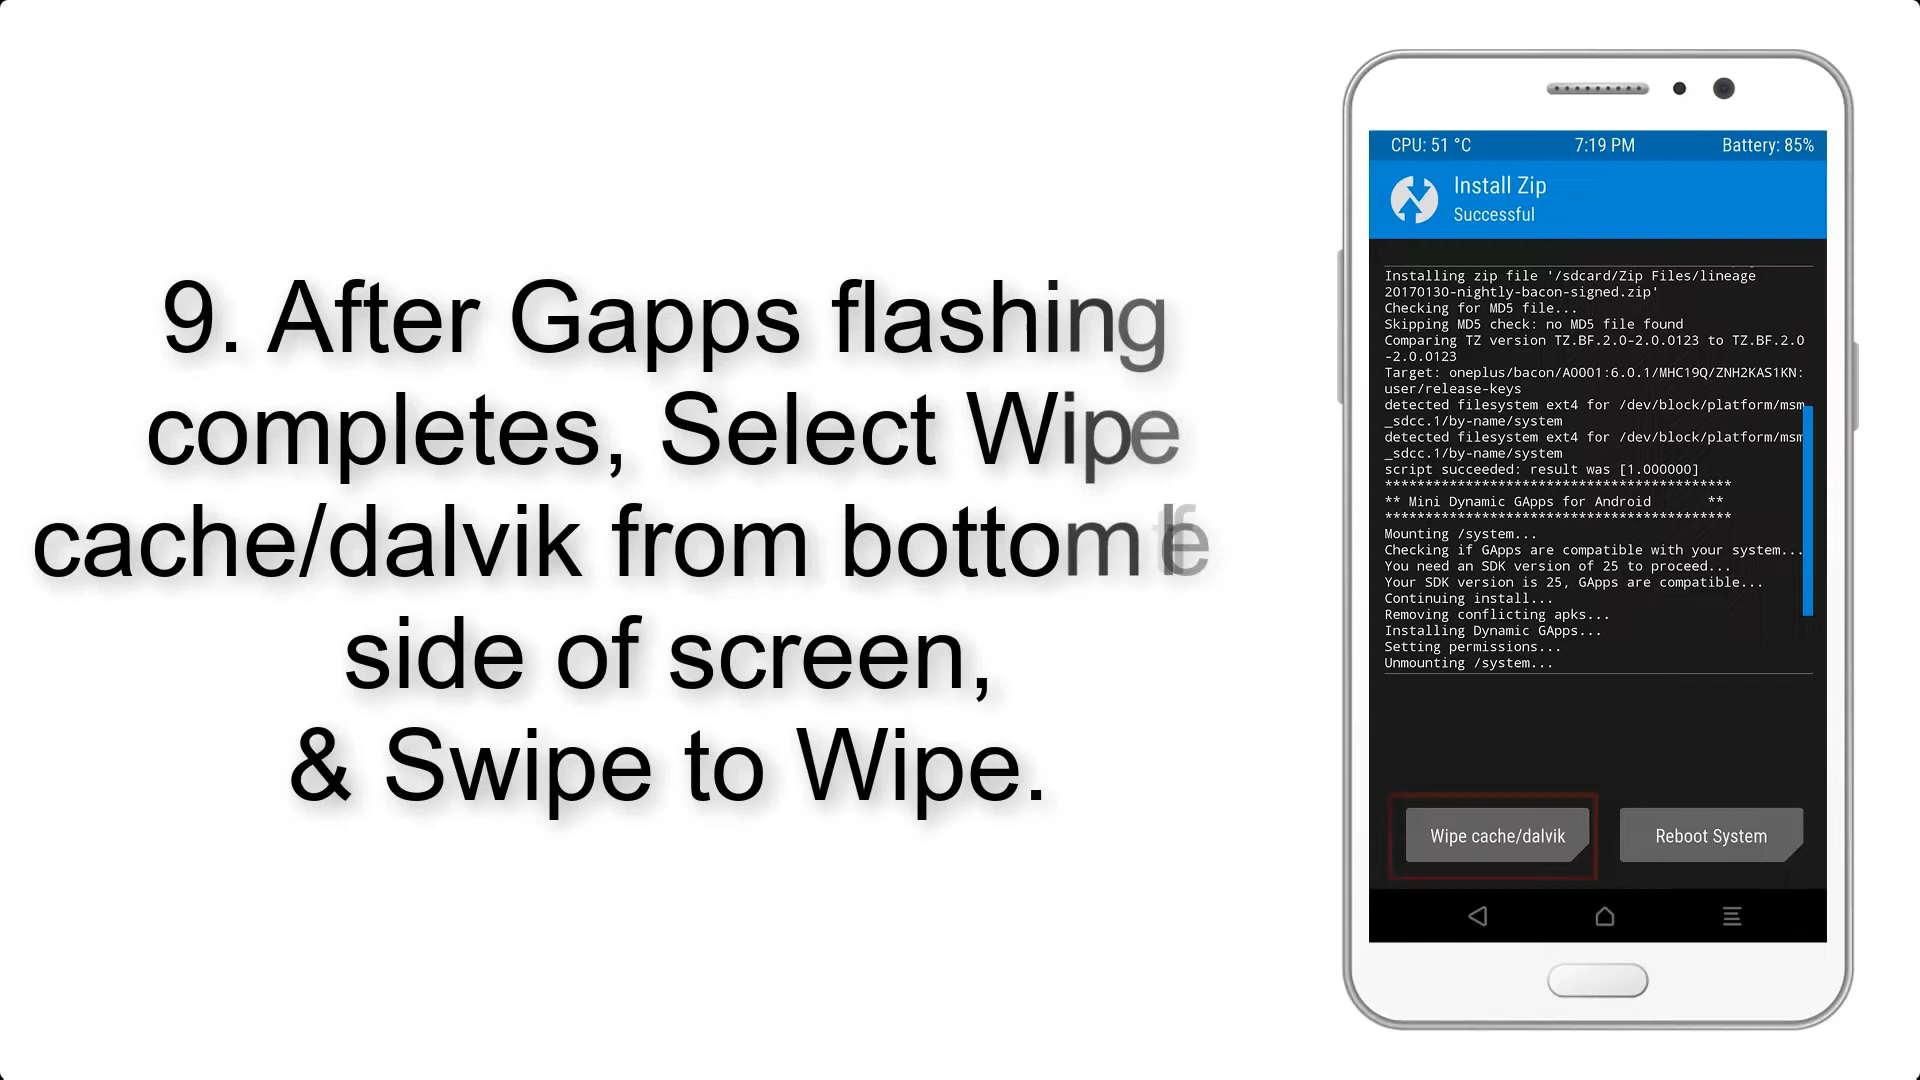 9. After Gapps flashing
completes, Select Wipe
cache/dalvik from bottom
side of screen,
& Swipe to Wipe.
CPU: 51 °C 7:19 PM Battery: 85%
Install Zip
Successful
Installing zip file '/sdcard/Zip Files/lineage
20170130-nightly-bacon-signed.zip'
Checking for MD5 file...
Skipping MD5 check: no MD5 file found
Comparing TZ version TZ.BF.2.0-2.0.0123 to TZ.BF.2.0
-2.0.0123
Target: oneplus/bacon/A0001:6.0.1/MHC19Q/ZNH2KAS1KN:
user/release-keys
detected filesystem ext4 for /dev/block/platform/msm
_sdcc.1/by-name/system
detected filesystem ext4 for /dev/block/platform/msm
_sdcc.1/by-name/system
script succeeded: result was [1.000000]
******************************************
** Mini Dynamic GApps for Android **
******************************************
Mounting /system...
Checking if GApps are compatible with your system...
You need an SDK version of 25 to proceed...
Your SDK version is 25, GApps are compatible...
Continuing install...
Removing conflicting apks...
Installing Dynamic GApps...
Setting permissions...
Unmounting /system...
Wipe cache/dalvik Reboot System